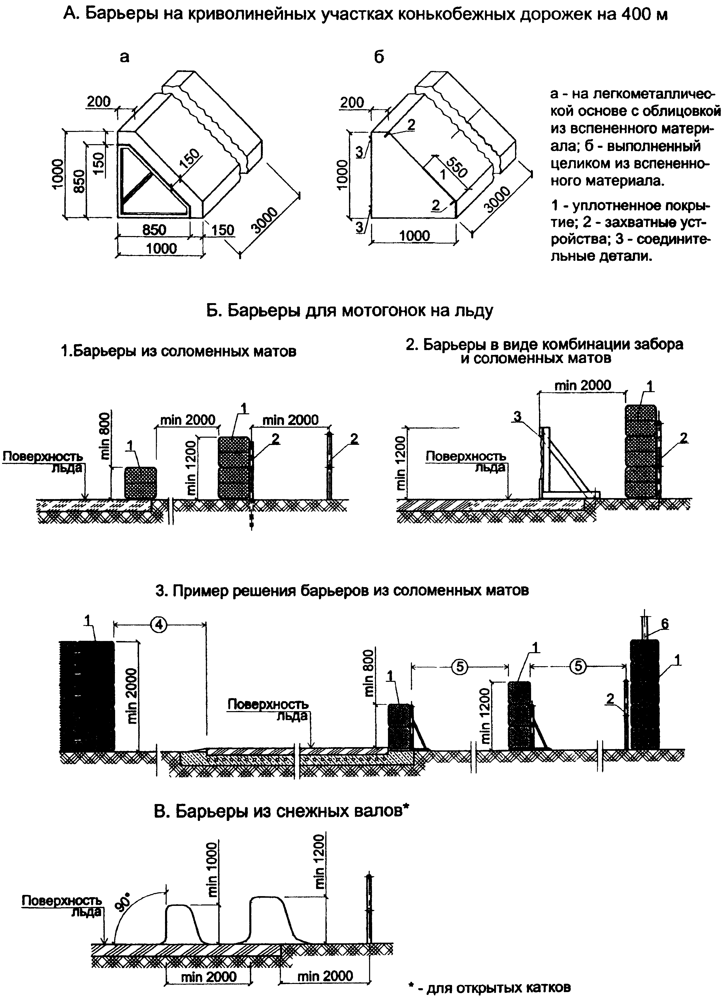 А. Барьеры на криволинейных участках конькобежных дорожек на 400 м
а
б
200
1000
850
150
150
850
150
1000
3000
200
2
3
1000
550
1
2
3
1000
3000
а - на легкометалличес-
кой основе с облицовкой
из вспененного матери-
ала; б - выполненный
целиком из вспененно-
ного материала.
1 - уплотненное покры-
тие; 2 - захватные уст-
ройства; 3 - соедините-
льные детали.
Б. Барьеры для мотогонок на льду
1.Барьеры из соломенных матов
min 800
min 2000
1
min 2000
1
min 1200
2
2
Поверхность
льда
2. Барьеры в виде комбинации забора
и соломенных матов
min 2000
1
3
2
min 1200
Поверхность
льда
3. Пример решения барьеров из соломенных матов
1
4
min 2000
Поверхность
льда
min 800
1
5
1
min 1200
5
2
6
1
В. Барьеры из снежных валов*
Поверхность
льда
90°
min 1000
min 1200
min 2000
min 2000
* - для открытых катков